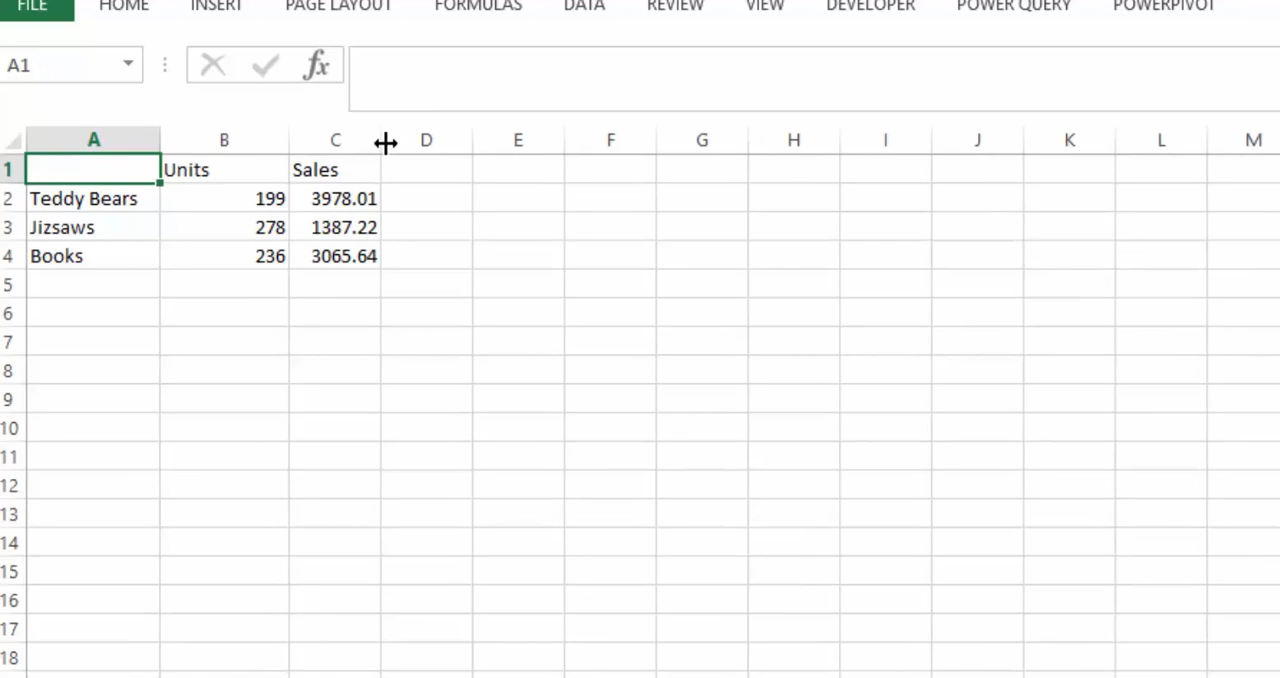 FILE HOME INSERT PAGE LAYOUT FORMULAS DATA REVIEW VIEW DEVELOPER POWER QUERY POWERPIVOT
A1 fx
A B C D E F G H I J K L M
1 Units Sales
2 Teddy Bears 199 3978.01
3 Jizsaws 278 1387.22
4 Books 236 3065.64
5
6
7
8
9
10
11
12
13
14
15
16
17
18